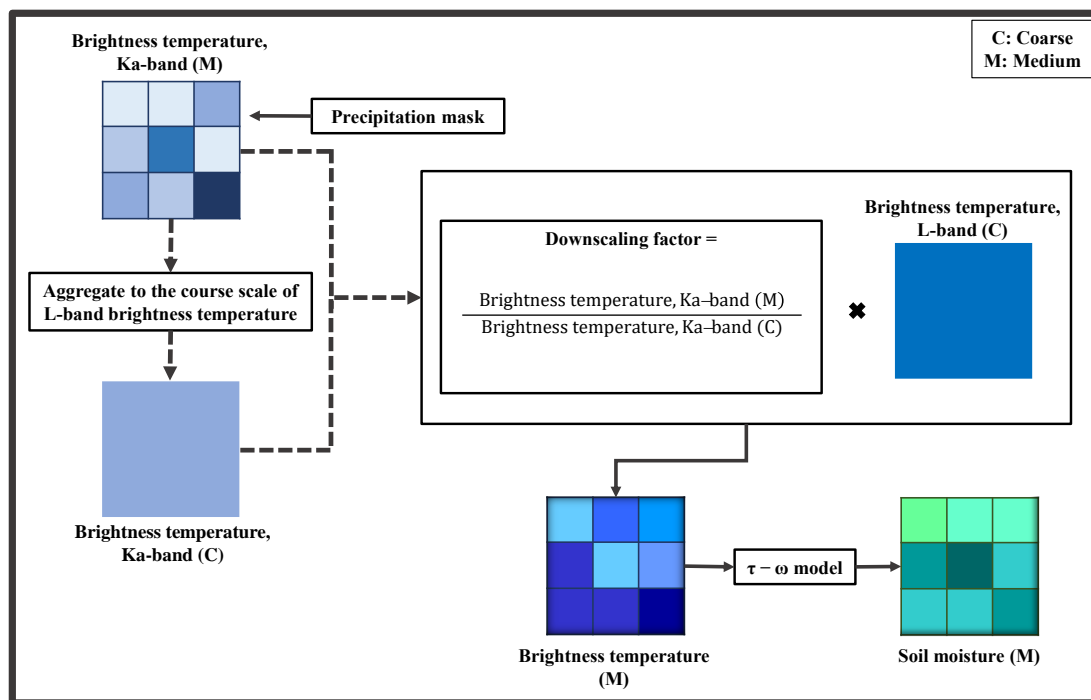 Brightness temperature,
Ka-band (M)
C: Coarse
M: Medium
Precipitation mask
Aggregate to the course scale of
L-band brightness temperature
Brightness temperature,
Ka-band (C)
Downscaling factor =
Brightness temperature, Ka–band (M)
Brightness temperature, Ka–band (C)
×
Brightness temperature,
L-band (C)
Brightness temperature
(M)
τ − ω model
Soil moisture (M)